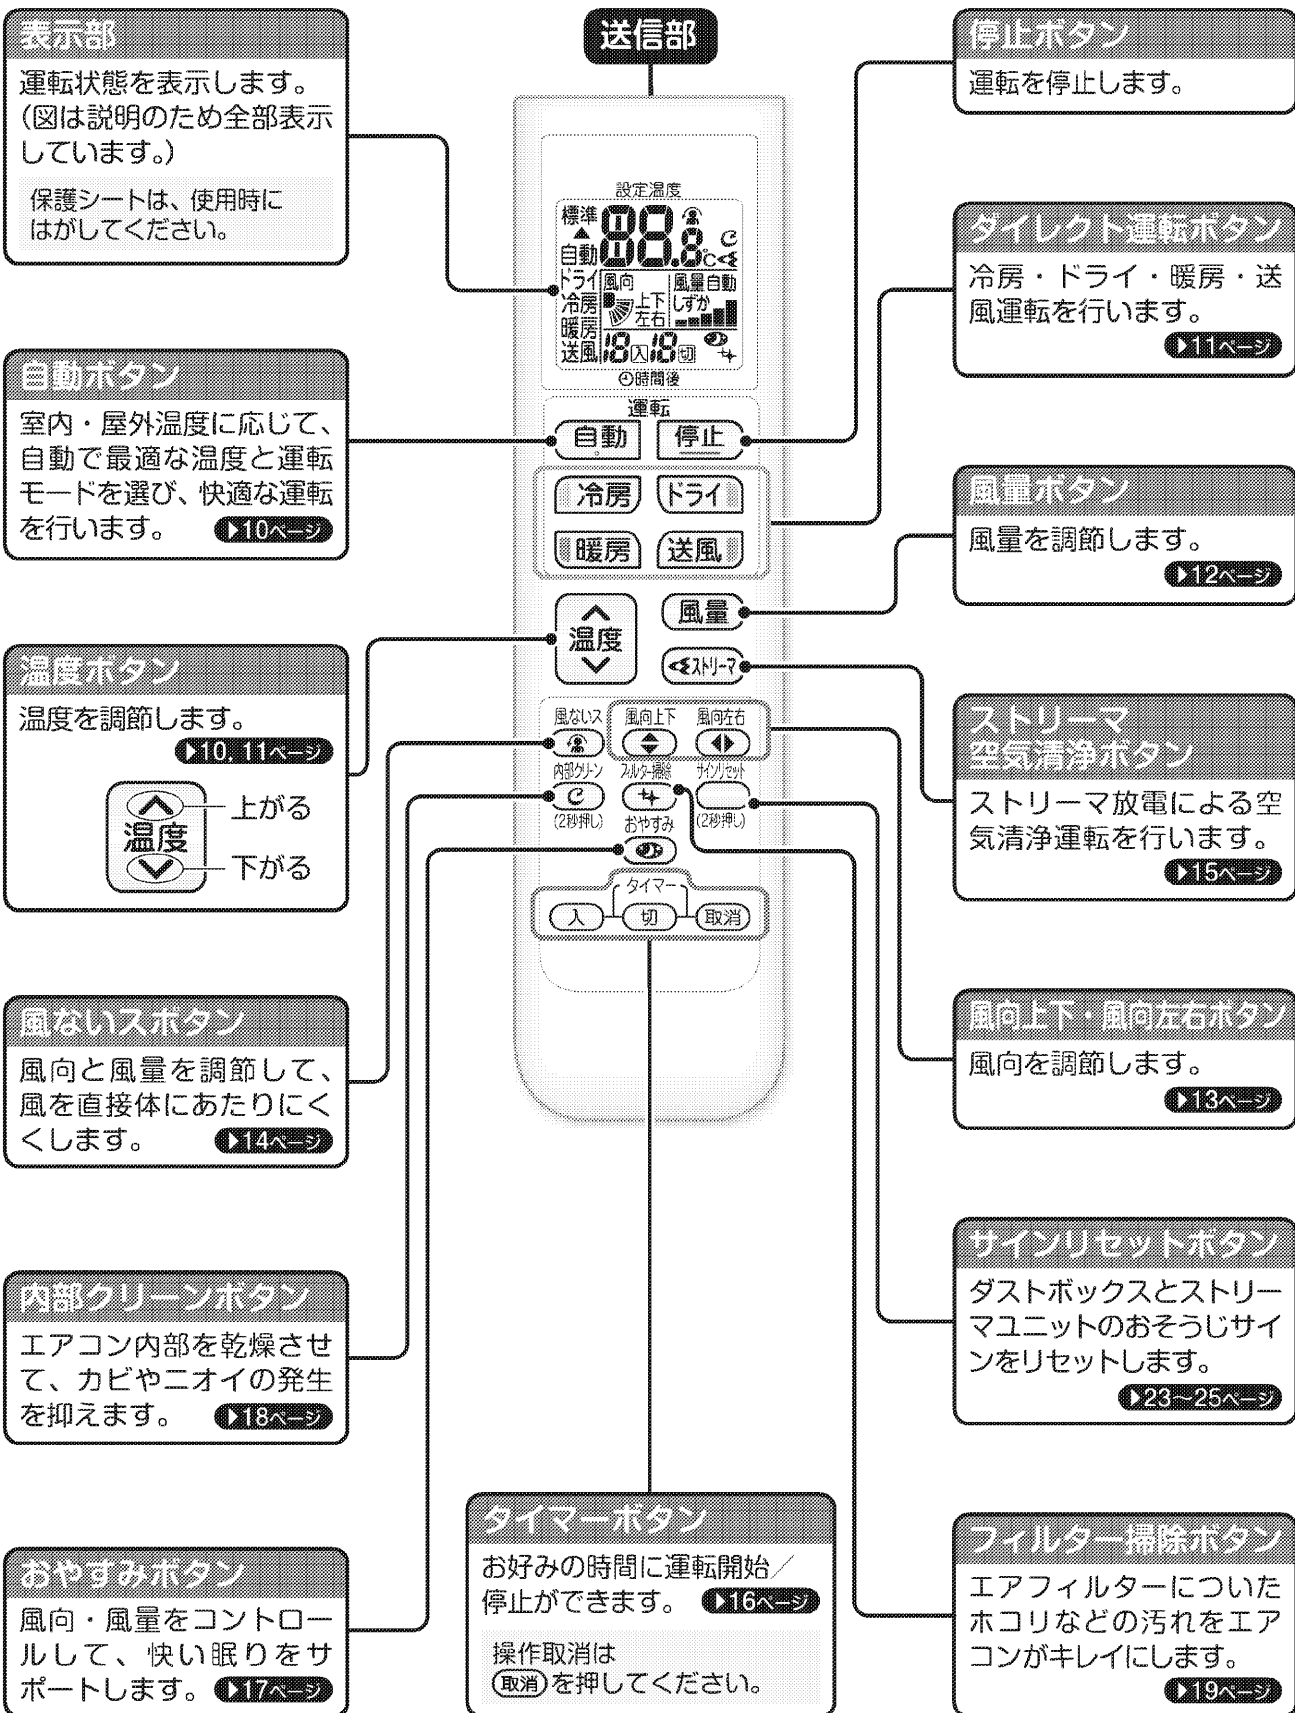 送信部
表示部
運転状態を表示します。
(図は説明のため全部表示
しています。)
保護シートは、使用時に
はがしてください。
自動ボタン
室内・屋外温度に応じて、
自動で最適な温度と運転
モードを選び、快適な運転
を行います。 ▶10ページ
温度ボタン
温度を調節します。
▶10, 11ページ
上がる
温度
下がる
風ないスボタン
風向と風量を調節して、
風を直接体にあたりにく
くします。 ▶14ページ
内部クリーンボタン
エアコン内部を乾燥させ
て、カビやニオイの発生
を抑えます。 ▶18ページ
おやすみボタン
風向・風量をコントロー
ルして、快い眠りをサ
ポートします。 ▶17ページ
設定温度
標準 88.8℃
自動
ドライ 風向 風量自動
冷房 上下 しずか
左右
暖房
送風 18入18切
時間後
運転
自動 停止
冷房 ドライ
暖房 送風
温度 風量
ストリーマ
風ないス 風向上下 風向左右
内部クリーン フィルター掃除 サインリセット
(2秒押し) おやすみ (2秒押し)
タイマー
入 切 取消
タイマーボタン
お好みの時間に運転開始/
停止ができます。 ▶16ページ
操作取消は
取消を押してください。
停止ボタン
運転を停止します。
ダイレクト運転ボタン
冷房・ドライ・暖房・送
風運転を行います。
▶11ページ
風量ボタン
風量を調節します。
▶12ページ
ストリーマ
空気清浄ボタン
ストリーマ放電による空
気清浄運転を行います。
▶15ページ
風向上下・風向左右ボタン
風向を調節します。
▶13ページ
サインリセットボタン
ダストボックスとストリー
マユニットのおそうじサイ
ンをリセットします。
▶23~25ページ
フィルター掃除ボタン
エアフィルターについた
ホコリなどの汚れをエア
コンがキレイにします。
▶19ページ